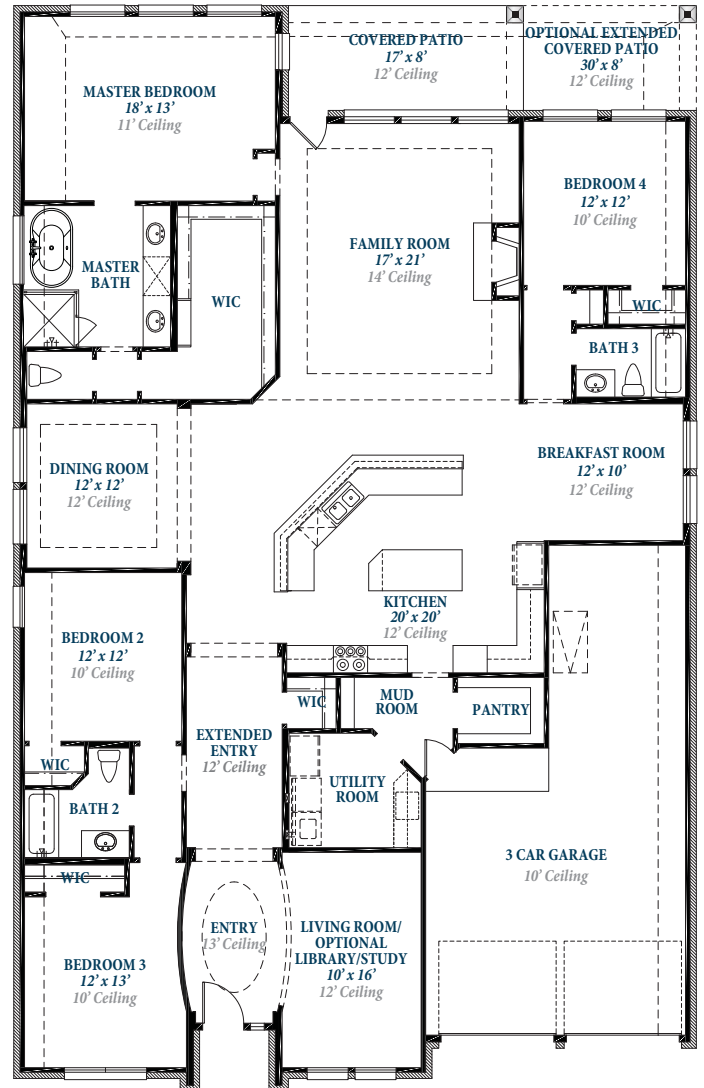 COVERED PATIO
17’ x 8’
12’ Ceiling
OPTIONAL EXTENDED
COVERED PATIO
30’ x 8’
12’ Ceiling
MASTER BEDROOM
18’ x 13’
11’ Ceiling
BEDROOM 4
12’ x 12’
10’ Ceiling
FAMILY ROOM
17’ x 21’
14’ Ceiling
MASTER
BATH
WIC
WIC
BATH 3
DINING ROOM
12’ x 12’
12’ Ceiling
BREAKFAST ROOM
12’ x 10’
12’ Ceiling
KITCHEN
20’ x 20’
12’ Ceiling
BEDROOM 2
12’ x 12’
10’ Ceiling
WIC
MUD
ROOM
PANTRY
EXTENDED
ENTRY
12’ Ceiling
WIC
UTILITY
ROOM
BATH 2
3 CAR GARAGE
10’ Ceiling
WIC
ENTRY
13’ Ceiling
LIVING ROOM/
OPTIONAL
LIBRARY/STUDY
10’ x 16’
12’ Ceiling
BEDROOM 3
12’ x 13’
10’ Ceiling